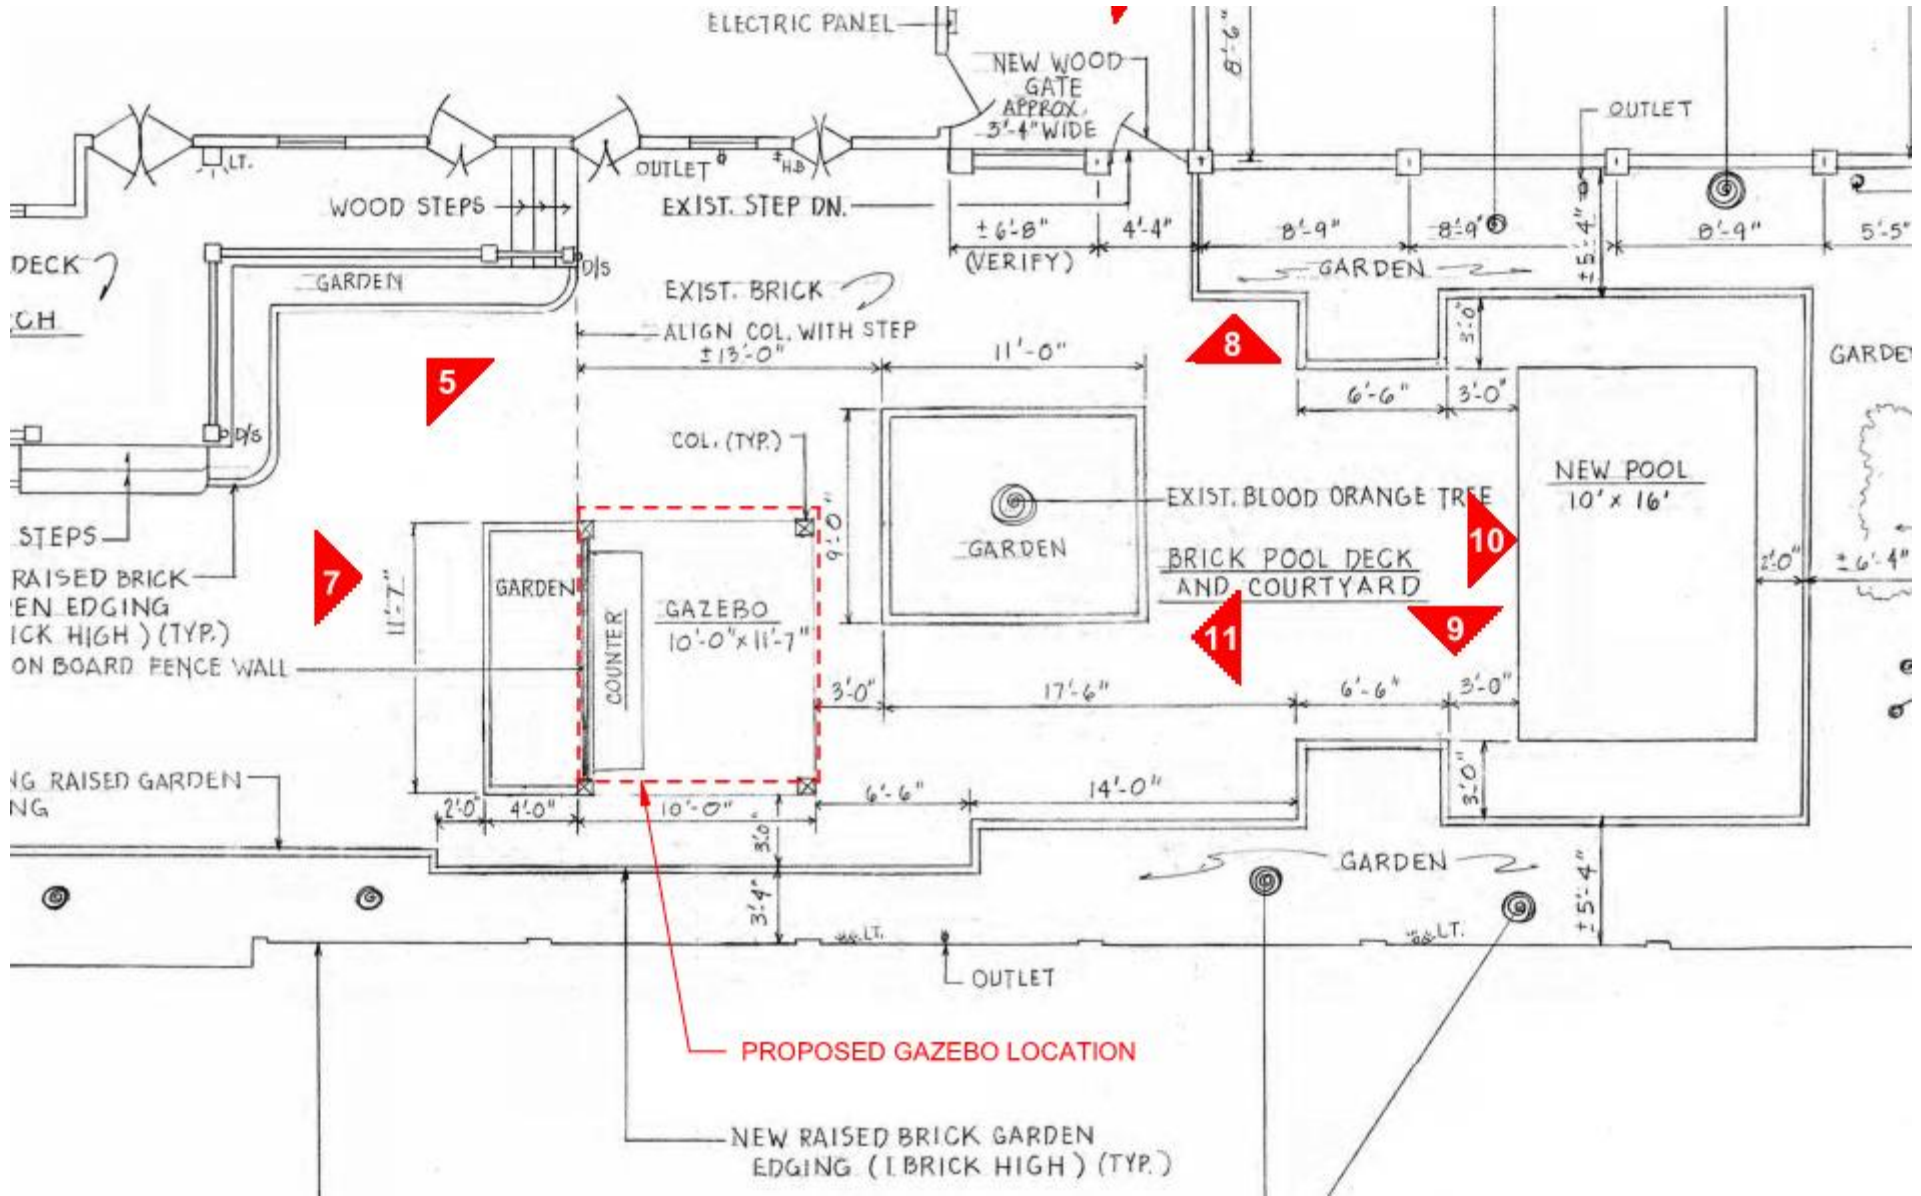 ELECTRIC PANEL
NEW WOOD
GATE
APPROX.
3'-4" WIDE
8'-6"
OUTLET
LT.
OUTLET
H.B
WOOD STEPS
EXIST. STEP DN.
±6'-8"
(VERIFY)
4'-4"
8'-9"
8'-9"
±5'-4"
8'-9"
5'-5"
DECK
CH
GARDEN
D/S
EXIST. BRICK
ALIGN COL. WITH STEP
±13'-0"
11'-0"
GARDEN
8
3'-0"
GARDE
5
6'-6"
3'-0"
D/S
COL. (TYP.)
9'-0"
EXIST. BLOOD ORANGE TREE
NEW POOL
10' x 16'
10
STEPS
7
RAISED BRICK
EN EDGING
ICK HIGH) (TYP.)
ON BOARD FENCE WALL
11'-7"
GARDEN
COUNTER
GAZEBO
10'-0" x 11'-7"
GARDEN
BRICK POOL DECK
AND COURTYARD
11
9
2'-0"
±6'-4"
3'-0"
17'-6"
6'-6"
3'-0"
NG RAISED GARDEN
NG
2'-0"
4'-0"
10'-0"
6'-6"
14'-0"
3'-0"
3'-0"
3'-4"
GARDEN
±5'-4"
LT.
LT.
OUTLET
PROPOSED GAZEBO LOCATION
NEW RAISED BRICK GARDEN
EDGING (1 BRICK HIGH) (TYP.)